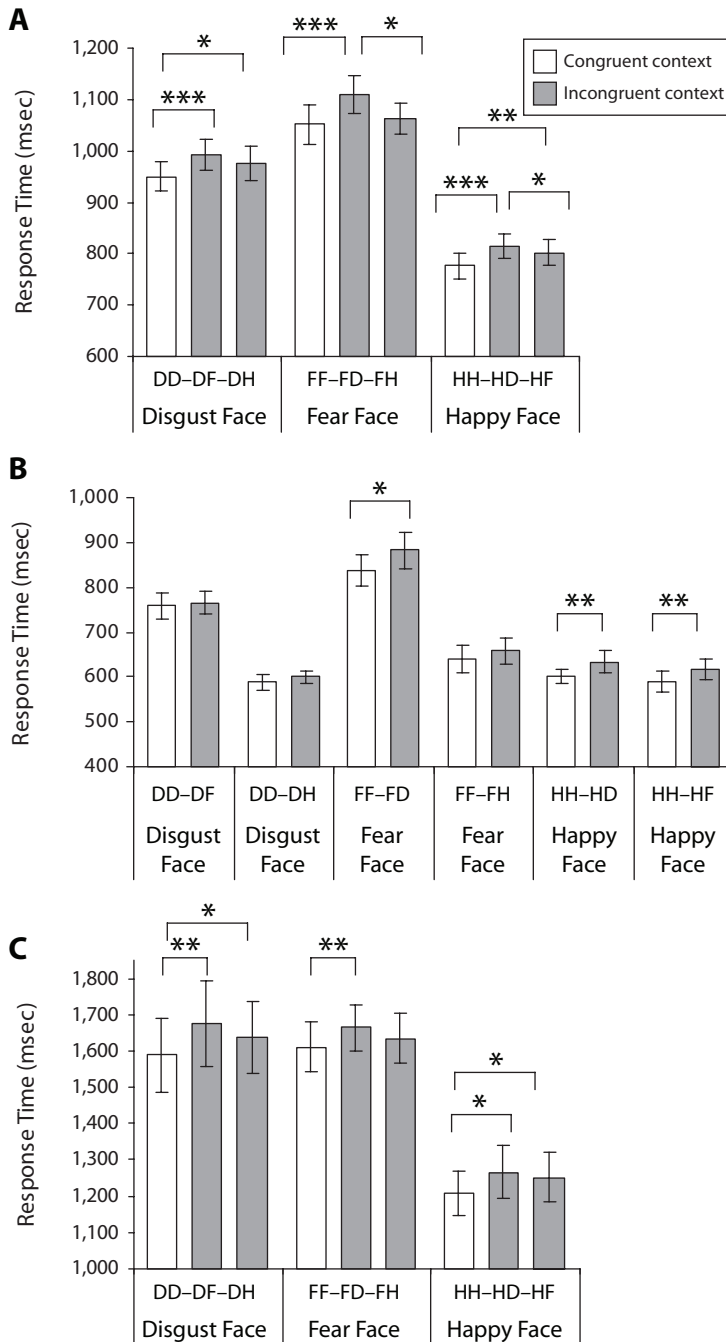 A
1,200
1,100
1,000
900
800
700
600
Response Time (msec)
*
***
***
*
**
***
*
Congruent context
Incongruent context
DD–DF–DH
FF–FD–FH
HH–HD–HF
Disgust Face
Fear Face
Happy Face
B
1,000
900
800
700
600
500
400
Response Time (msec)
*
**
**
DD–DF
DD–DH
FF–FD
FF–FH
HH–HD
HH–HF
Disgust Face
Disgust Face
Fear Face
Fear Face
Happy Face
Happy Face
C
1,800
1,700
1,600
1,500
1,400
1,300
1,200
1,100
1,000
Response Time (msec)
*
**
**
*
*
DD–DF–DH
FF–FD–FH
HH–HD–HF
Disgust Face
Fear Face
Happy Face